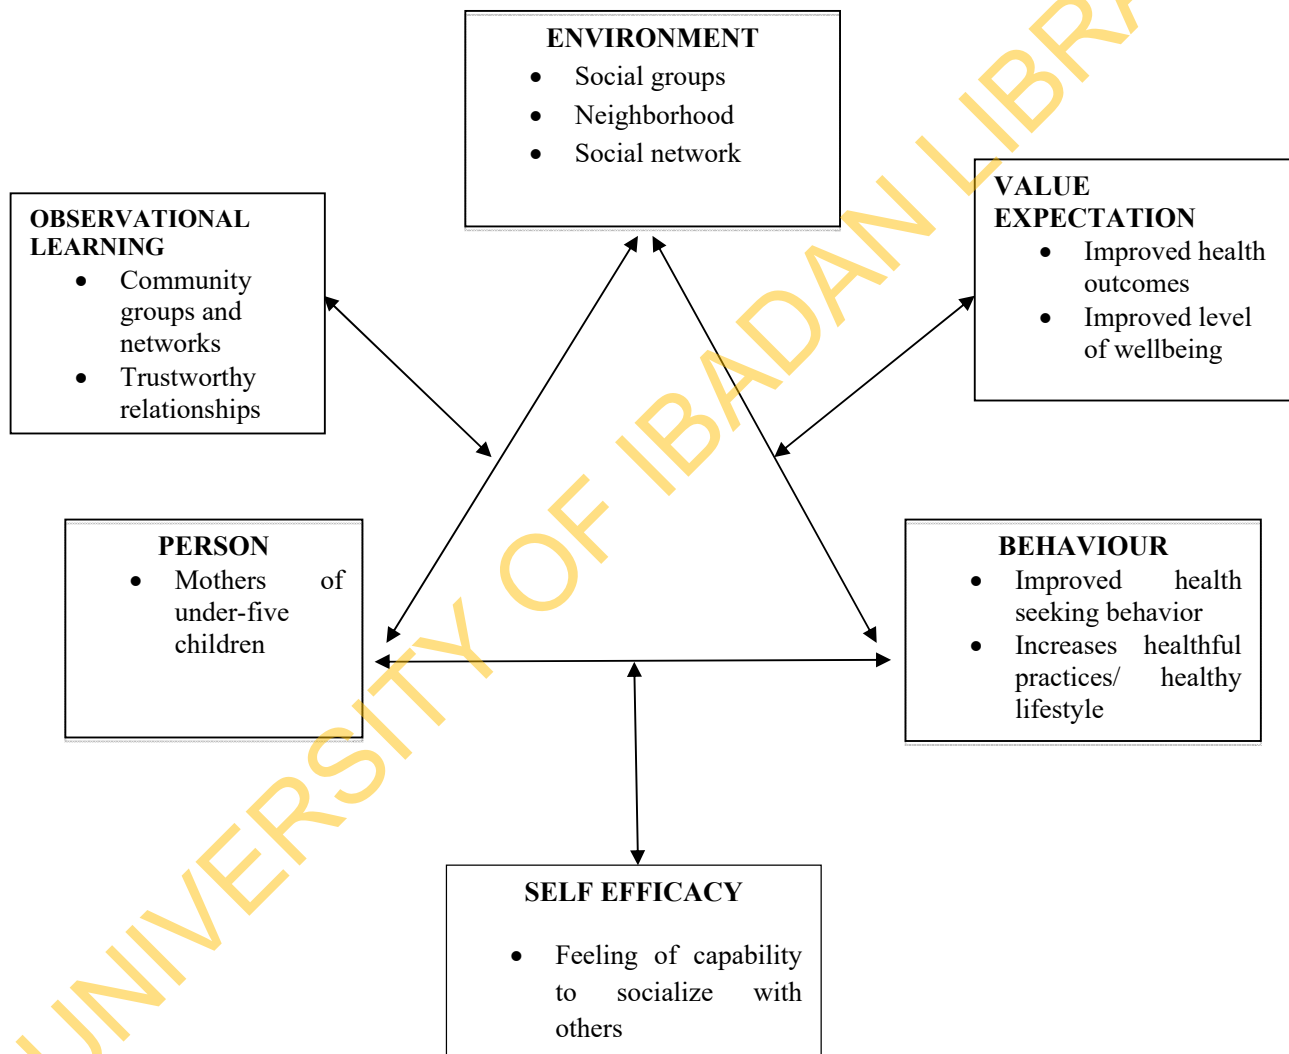 ENVIRONMENT
• Social groups
• Neighborhood
• Social network
OBSERVATIONAL
LEARNING
• Community
groups and
networks
• Trustworthy
relationships
VALUE
EXPECTATION
• Improved health
outcomes
• Improved level
of wellbeing
PERSON
• Mothers of
under-five
children
BEHAVIOUR
• Improved health
seeking behavior
• Increases healthful
practices/ healthy
lifestyle
SELF EFFICACY
• Feeling of capability
to socialize with
others
UNIVERSITY OF IBADAN LIBRA